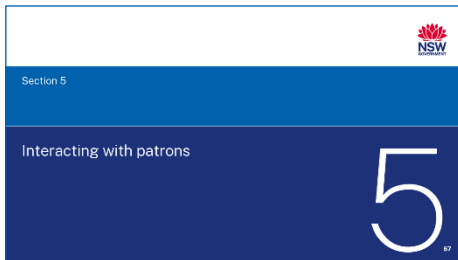 NSW
GOVERNMENT
Section 5
Interacting with patrons
5
67